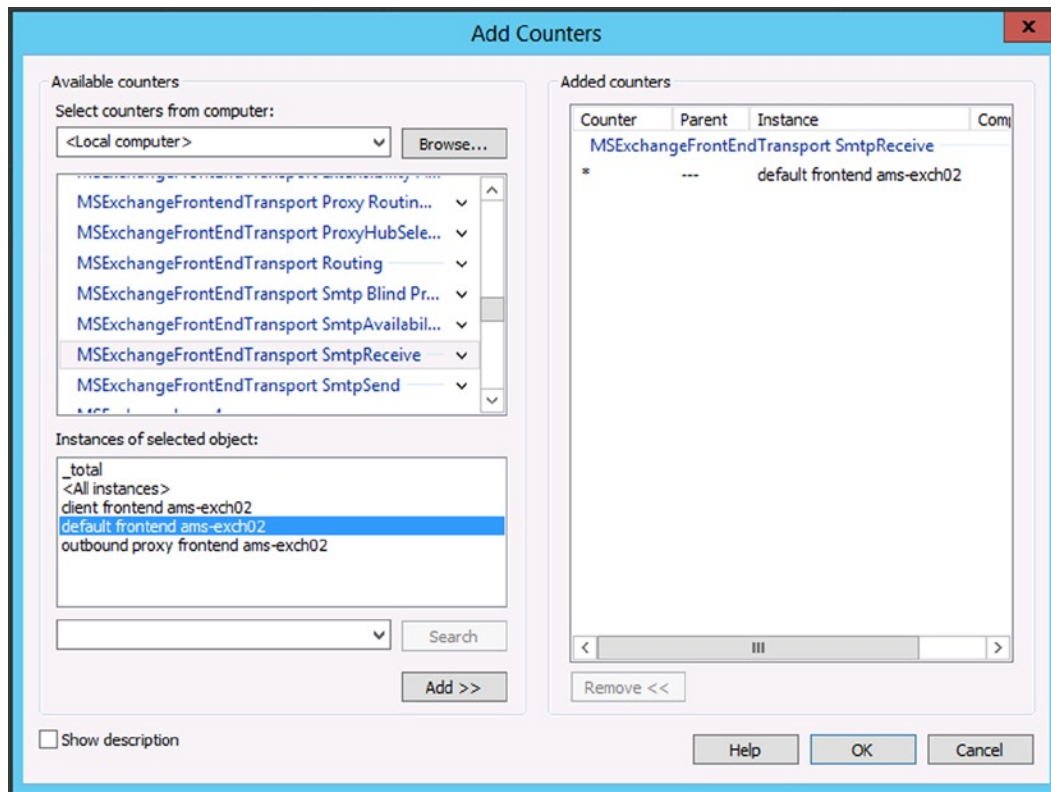 Add Counters
x
Available counters
Select counters from computer:
<Local computer>
Browse...
MSExchangeFrontendTransport Proxy Routin...
MSExchangeFrontEndTransport ProxyHubSele...
MSExchangeFrontEndTransport Routing
MSExchangeFrontEndTransport Smtp Blind Pr...
MSExchangeFrontEndTransport SmtpAvailabil...
MSExchangeFrontEndTransport SmtpReceive
MSExchangeFrontEndTransport SmtpSend
Instances of selected object:
_total
<All instances>
client frontend ams-exch02
default frontend ams-exch02
outbound proxy frontend ams-exch02
Search
Add >>
Show description
Added counters
Counter Parent Instance Comp
MSExchangeFrontEndTransport SmtpReceive
* --- default frontend ams-exch02
Remove <<
Help OK Cancel